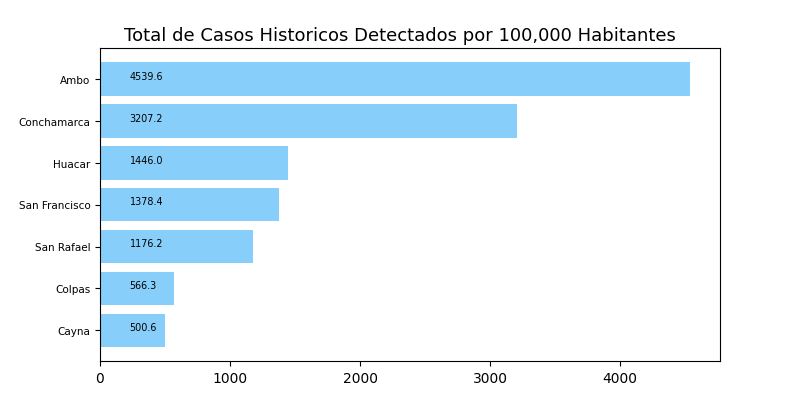 Total de Casos Historicos Detectados por 100,000 Habitantes
Ambo 4539.6
Conchamarca 3207.2
Huacar 1446.0
San Francisco 1378.4
San Rafael 1176.2
Colpas 566.3
Cayna 500.6
0 1000 2000 3000 4000